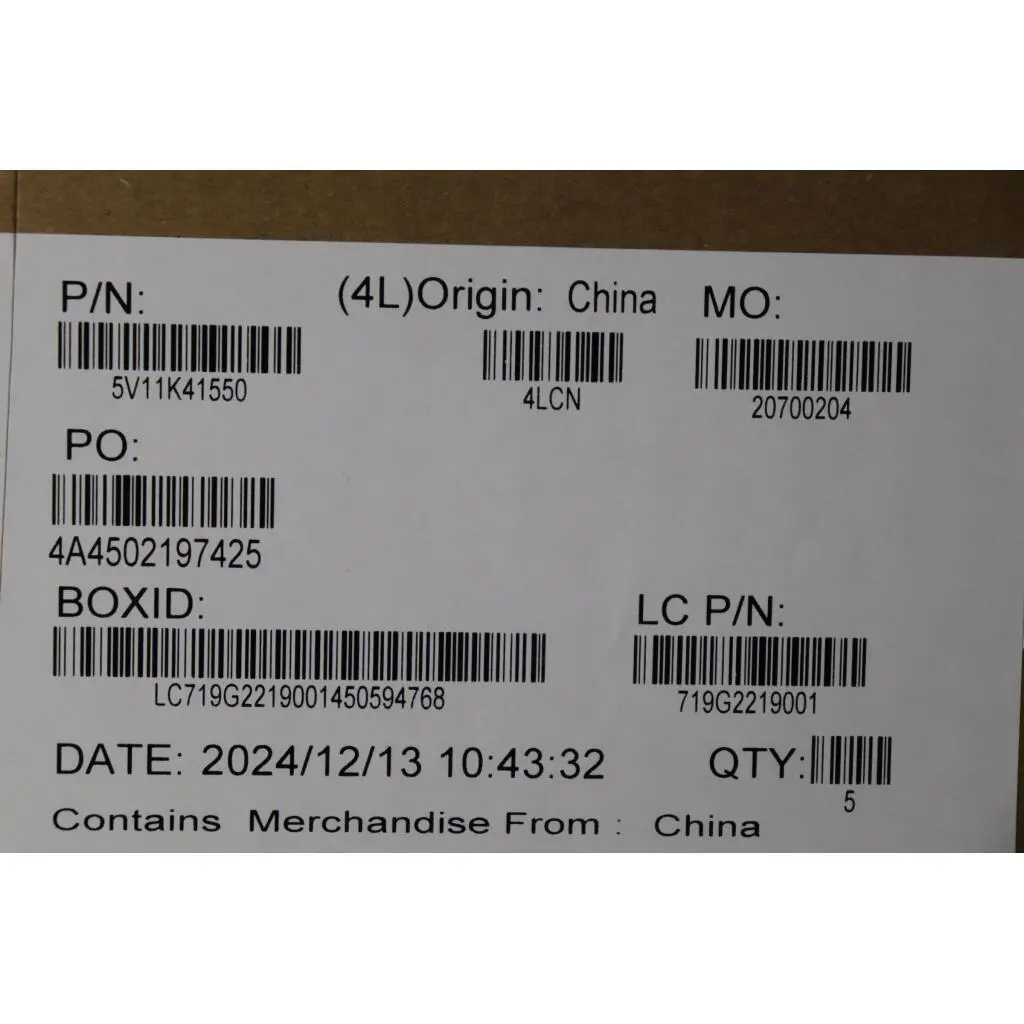 P/N: (4L)Origin: China MO:
5V11K41550 4LCN 20700204
PO:
4A4502197425
BOXID: LC P/N:
LC719G2219001450594768 719G2219001
DATE: 2024/12/13 10:43:32 QTY:
5
Contains Merchandise From : China